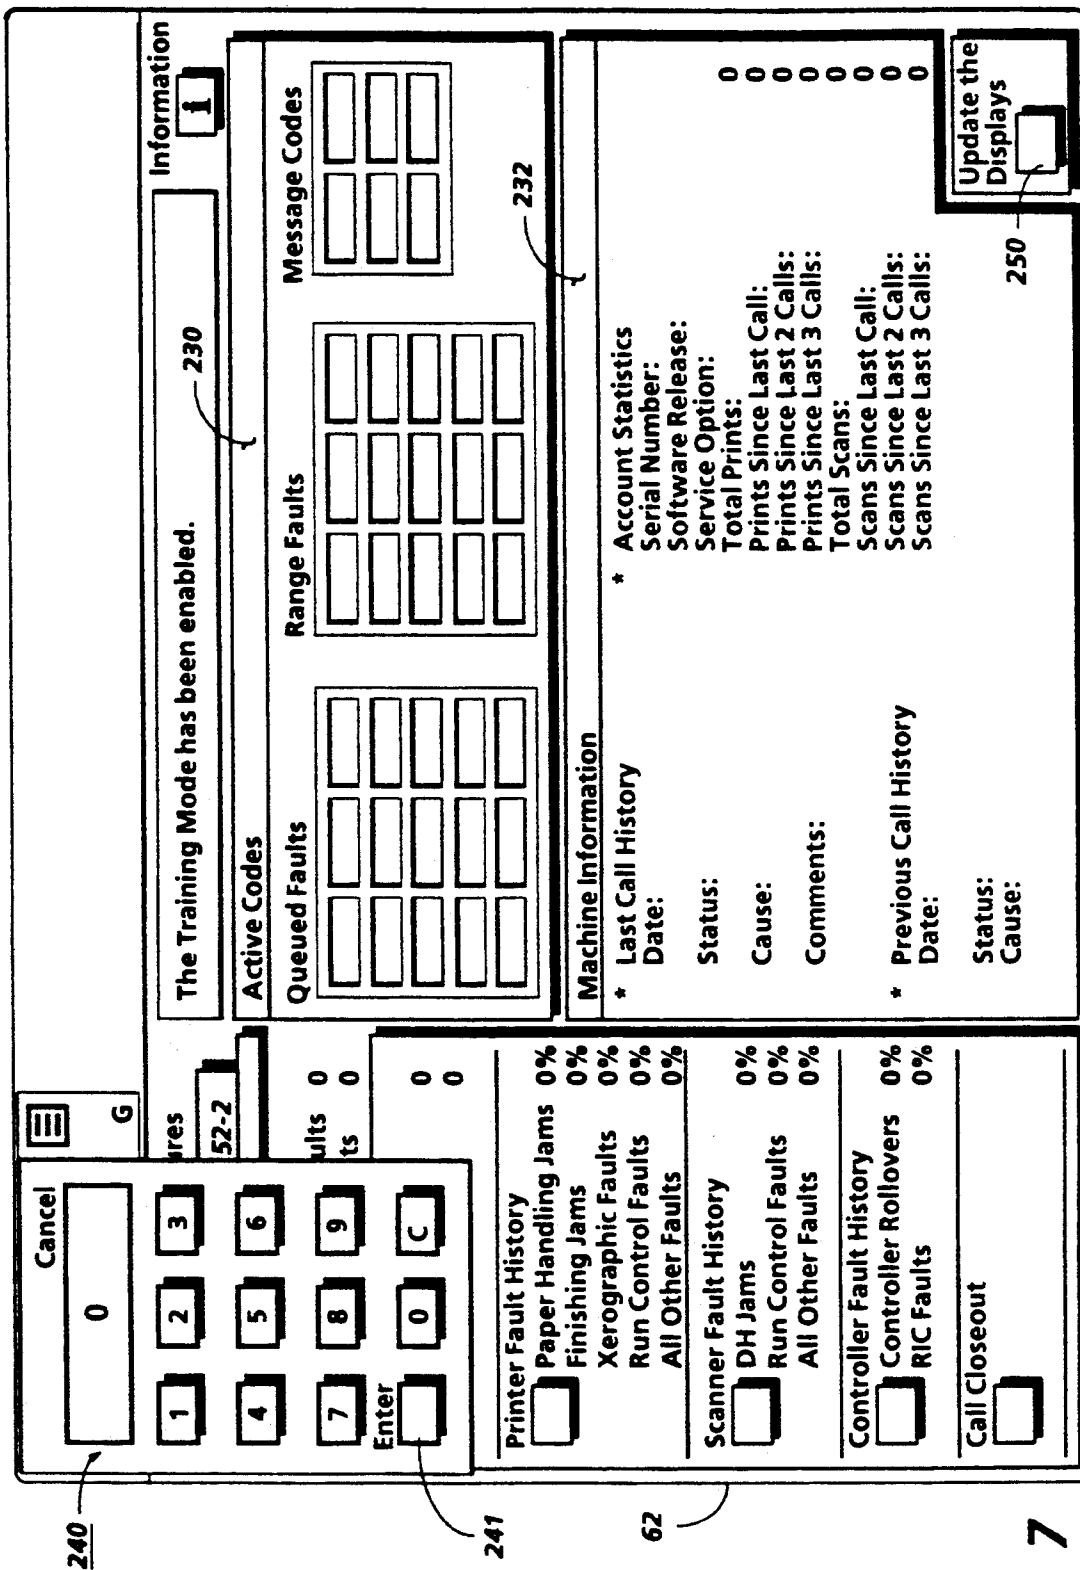 Cancel
0
1 2 3
4 5 6
7 8 9
Enter
0 C
240
241
G
ures
52-2
ults 0
ts 0
0
0
The Training Mode has been enabled.
Information
i
230
Active Codes
Queued Faults
Range Faults
Message Codes
Printer Fault History
Paper Handling Jams 0%
Finishing Jams 0%
Xerographic Faults 0%
Run Control Faults 0%
All Other Faults 0%
Scanner Fault History
DH Jams 0%
Run Control Faults 0%
All Other Faults 0%
Controller Fault History
Controller Rollovers 0%
RIC Faults 0%
Call Closeout
62
Machine Information
232
* Last Call History
Date:
Status:
Cause:
Comments:
* Previous Call History
Date:
Status:
Cause:
* Account Statistics
Serial Number:
Software Release:
Service Option:
Total Prints: 0
Prints Since Last Call: 0
Prints Since Last 2 Calls: 0
Prints Since Last 3 Calls: 0
Total Scans: 0
Scans Since Last Call: 0
Scans Since Last 2 Calls: 0
Scans Since Last 3 Calls: 0
Update the
Displays
250
7